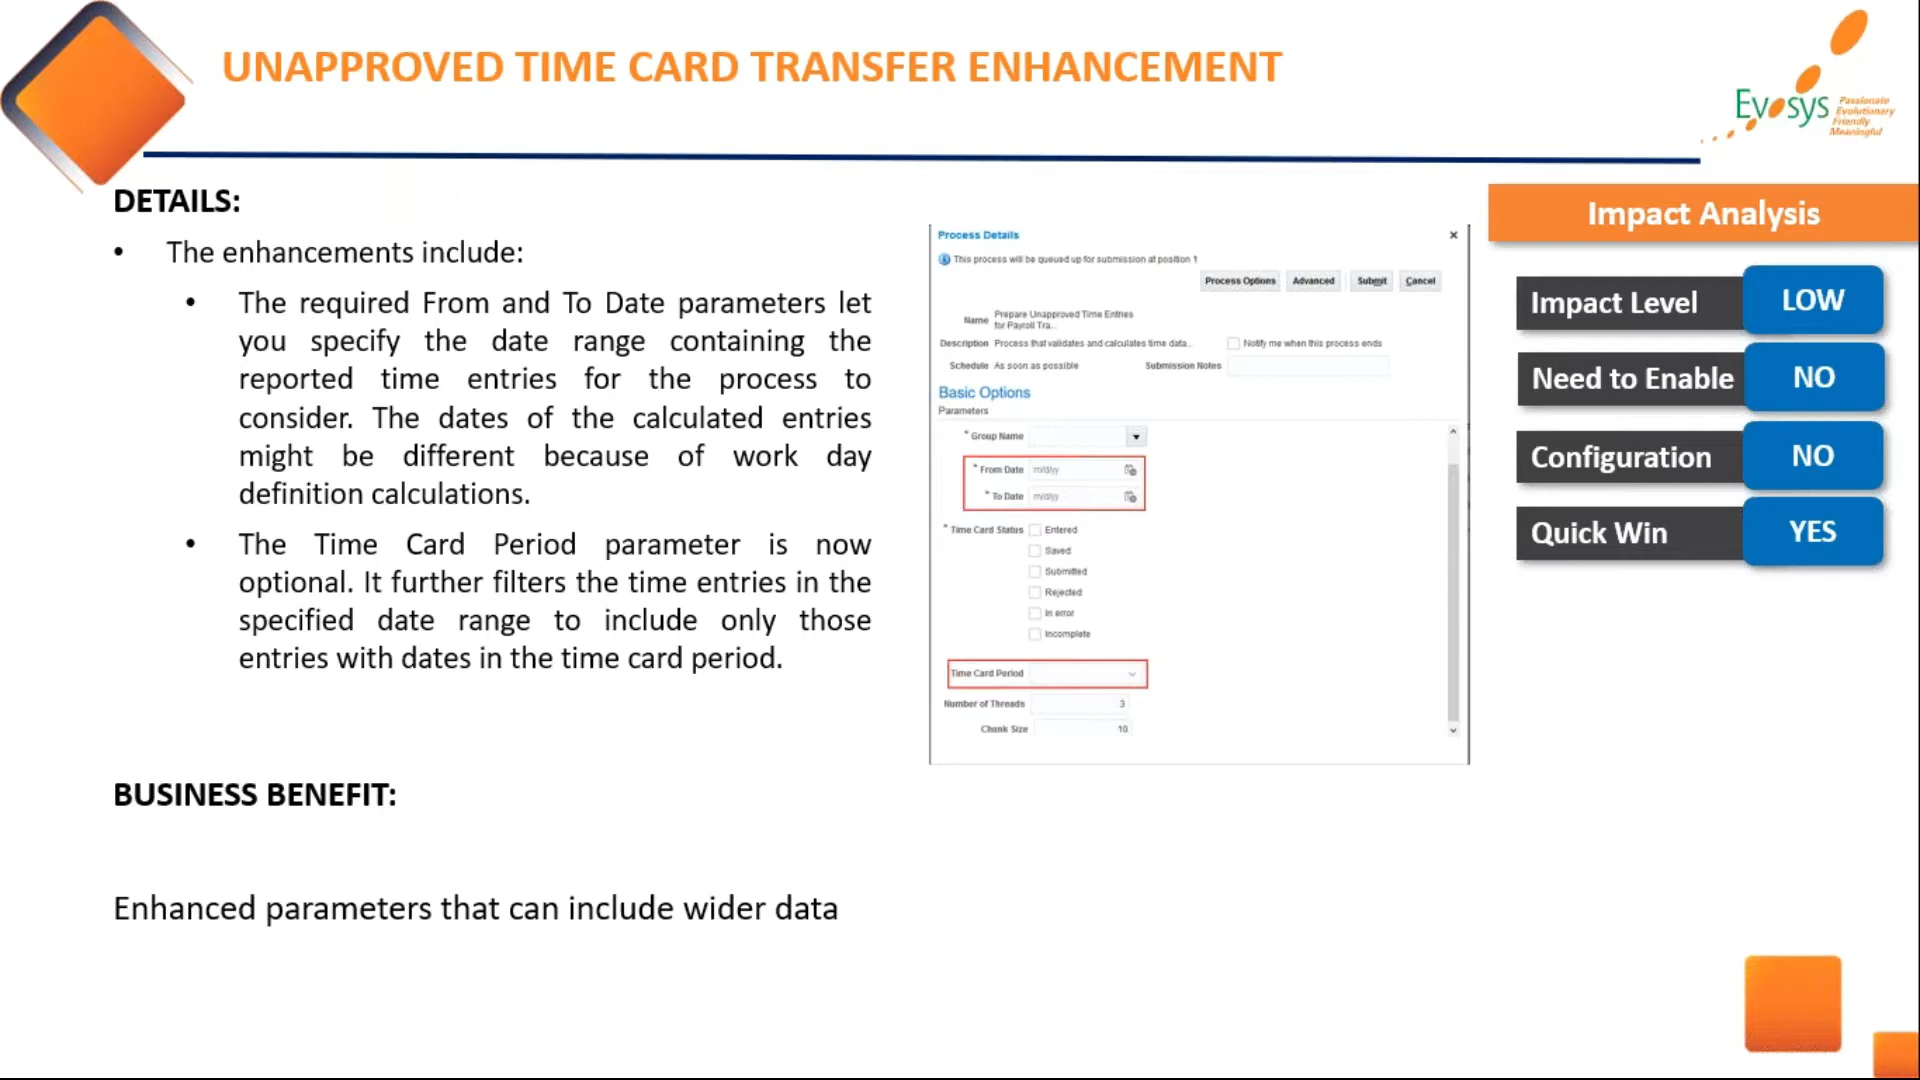 UNAPPROVED TIME CARD TRANSFER ENHANCEMENT
Evosys
Passionate
Evolutionary
Friendly
Meaningful
DETAILS:
• The enhancements include:
• The required From and To Date parameters let
you specify the date range containing the
reported time entries for the process to
consider. The dates of the calculated entries
might be different because of work day
definition calculations.
• The Time Card Period parameter is now
optional. It further filters the time entries in the
specified date range to include only those
entries with dates in the time card period.
BUSINESS BENEFIT:
Enhanced parameters that can include wider data
Process Details
This process will be queued up for submission at position 1
Process Options Advanced Submit Cancel
Name Prepare Unapproved Time Entries
for Payroll Tra...
Description Process that validates and calculates time data... Notify me when this process ends
Schedule As soon as possible Submission Notes
Basic Options
Parameters
* Group Name
* From Date m/d/yy
* To Date m/d/yy
* Time Card Status Entered
Saved
Submitted
Rejected
In error
Incomplete
Time Card Period
Number of Threads 3
Chunk Size 10
Impact Analysis
Impact Level LOW
Need to Enable NO
Configuration NO
Quick Win YES